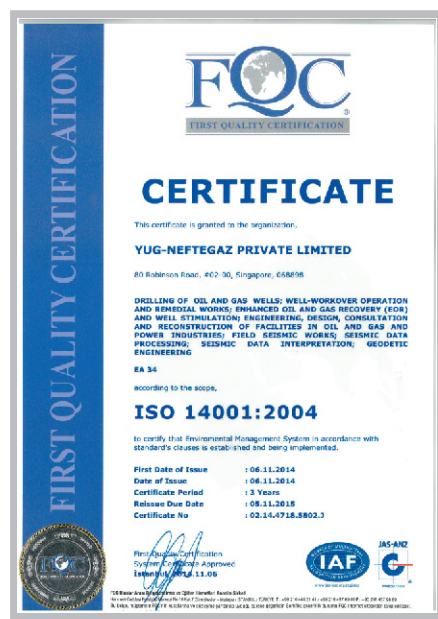 FIRST QUALITY CERTIFICATION
FQC
®
FIRST QUALITY CERTIFICATION
CERTIFICATE
This certificate is granted to the organization,
YUG-NEFTEGAZ PRIVATE LIMITED
80 Robinson Road, #02-00, Singapore, 068898
DRILLING OF OIL AND GAS WELLS; WELL-WORKOVER OPERATION
AND REMEDIAL WORKS; ENHANCED OIL AND GAS RECOVERY (EOR)
AND WELL STIMULATION; ENGINEERING, DESIGN, CONSULTATION
AND RECONSTRUCTION OF FACILITIES IN OIL AND GAS AND
POWER INDUSTRIES; FIELD SEISMIC WORKS; SEISMIC DATA
PROCESSING; SEISMIC DATA INTERPRETATION; GEODETIC
ENGINEERING
EA 34
according to the scope,
ISO 14001:2004
to certify that Enviromental Management System in accordance with
standard's clauses is established and being implemented.
First Date of Issue : 06.11.2014
Date of Issue : 06.11.2014
Certificate Period : 3 Years
Reissue Due Date : 05.11.2015
Certificate No : 02.14.4718.5802.J
First Quality Certification
System Certificate Approved
İstanbul, 2014.11.06
FQC
IAF
JAS-ANZ